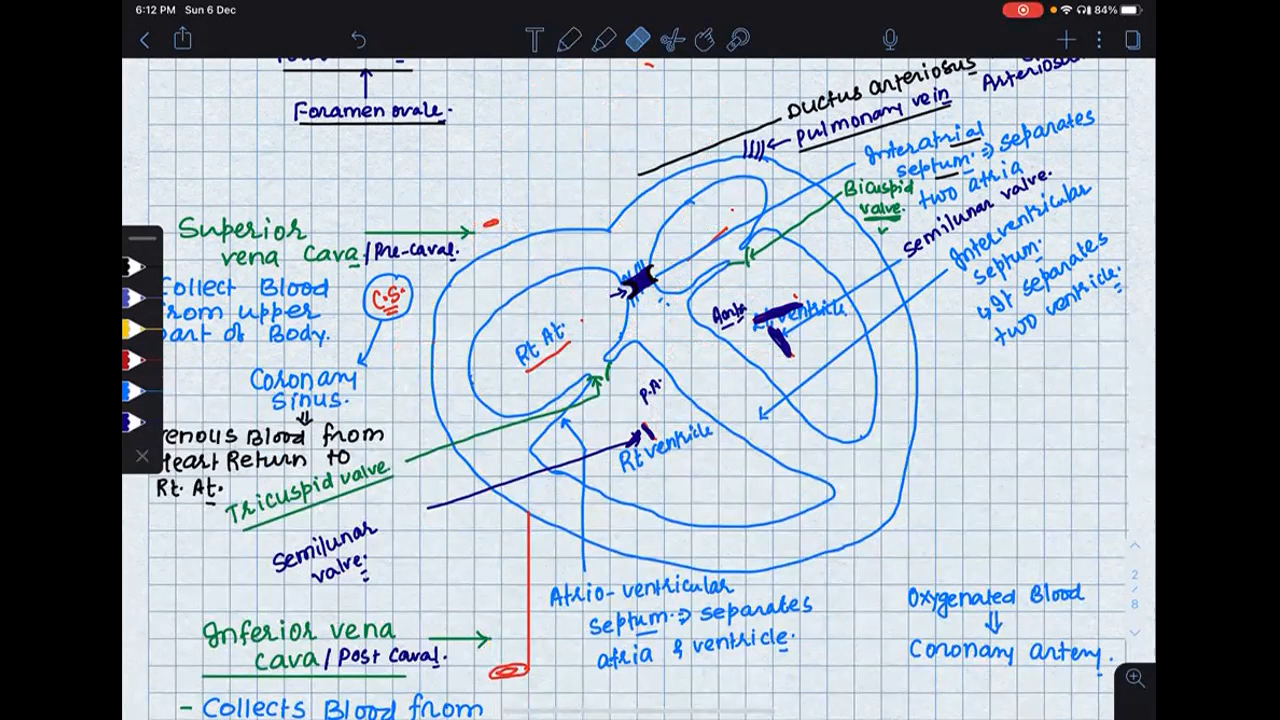 6:12 PM Sun 6 Dec
84%
Foramen ovale.
Ductus arteriosus
Pulmonary vein
Interatrial
septum ⇒ separates
two atria
Bicuspid
valve.
semilunar valve.
Interventricular
septum.
↳ It separates
two ventricle.
Superior
vena cava/Pre-caval.
Collect Blood
from upper
part of Body.
C.S.
Coronary
Sinus.
⇓
venous Blood from
Heart Return to
Rt. At.
Tricuspid valve
Semilunar
valve.
Rt At.
Aorta
P.A.
Rt ventricle
Atrio-ventricular
septum ⇒ separates
atria & ventricle.
Inferior vena
cava/Post caval.
- Collects Blood from
Oxygenated Blood
⇓
Coronary artery.
2
/
8